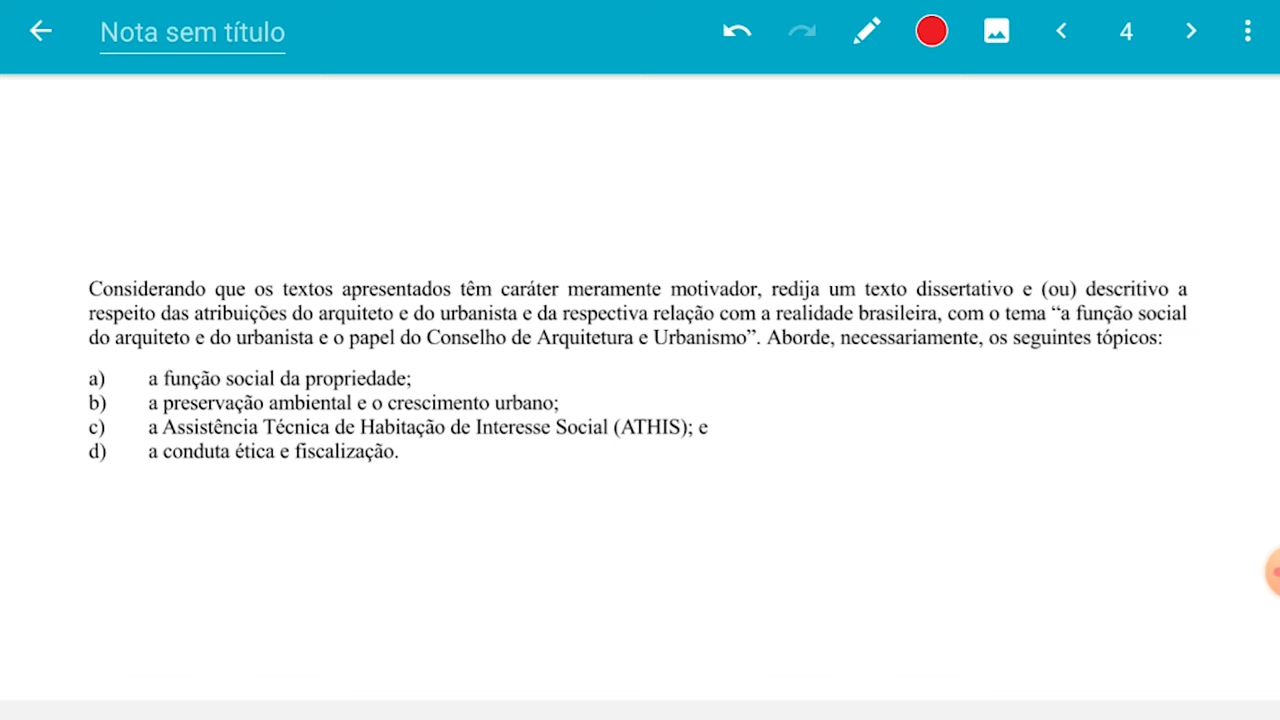 Nota sem título
4
Considerando que os textos apresentados têm caráter meramente motivador, redija um texto dissertativo e (ou) descritivo a
respeito das atribuições do arquiteto e do urbanista e da respectiva relação com a realidade brasileira, com o tema “a função social
do arquiteto e do urbanista e o papel do Conselho de Arquitetura e Urbanismo”. Aborde, necessariamente, os seguintes tópicos:
a) a função social da propriedade;
b) a preservação ambiental e o crescimento urbano;
c) a Assistência Técnica de Habitação de Interesse Social (ATHIS); e
d) a conduta ética e fiscalização.